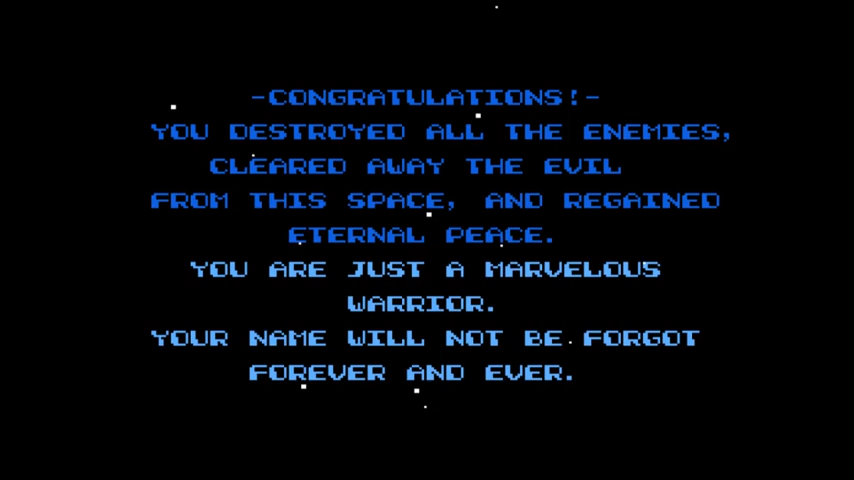 -CONGRATULATIONS!-
YOU DESTROYED ALL THE ENEMIES,
CLEARED AWAY THE EVIL
FROM THIS SPACE, AND REGAINED
ETERNAL PEACE.
YOU ARE JUST A MARVELOUS
WARRIOR.
YOUR NAME WILL NOT BE FORGOT
FOREVER AND EVER.